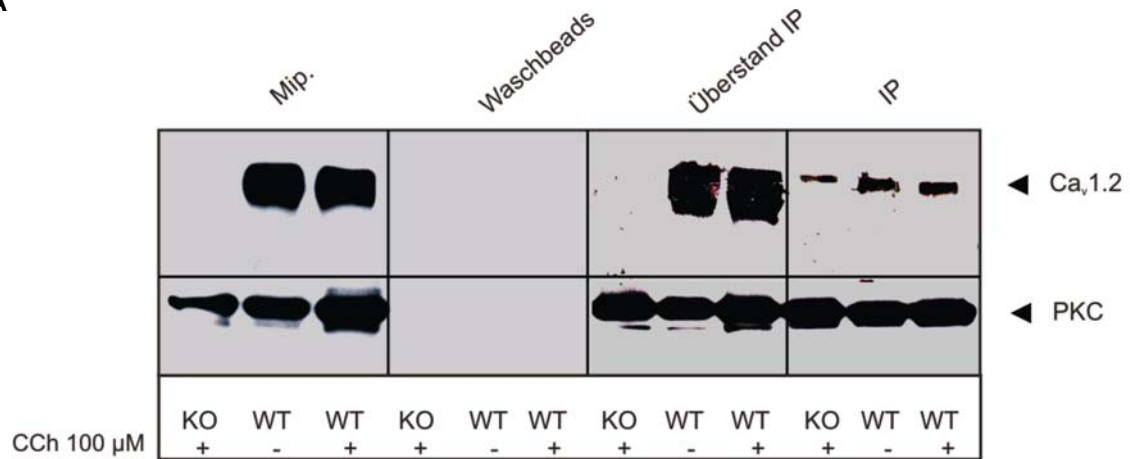 A
Mip. Waschbeads Überstand IP IP
Caᵥ1.2
PKC
KO WT WT KO WT WT KO WT WT KO WT WT
CCh 100 µM + - + + - + + - + + - +